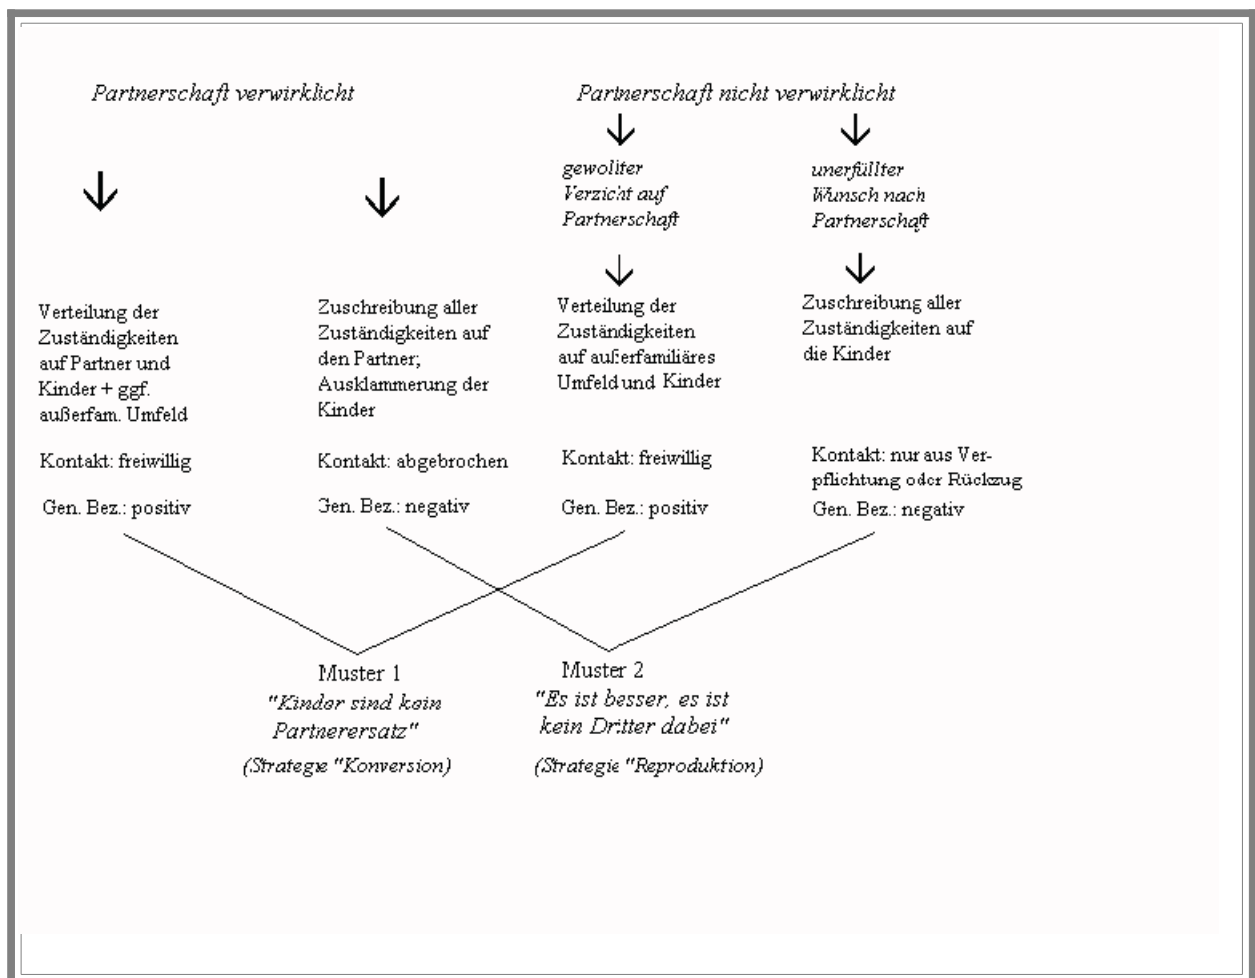 Partnerschaft verwirklicht
Partnerschaft nicht verwirklicht
gewollter
Verzicht auf
Partnerschaft
unerfüllter
Wunsch nach
Partnerschaft
Verteilung der
Zuständigkeiten
auf Partner und
Kinder + ggf.
außerfam. Umfeld
Kontakt: freiwillig
Gen. Bez.: positiv
Zuschreibung aller
Zuständigkeiten auf
den Partner;
Ausklammerung der
Kinder
Kontakt: abgebrochen
Gen. Bez.: negativ
Verteilung der
Zuständigkeiten
auf außerfamiliäres
Umfeld und Kinder
Kontakt: freiwillig
Gen. Bez.: positiv
Zuschreibung aller
Zuständigkeiten auf
die Kinder
Kontakt: nur aus Ver-
pflichtung oder Rückzug
Gen. Bez.: negativ
Muster 1
"Kinder sind kein
Partnerersatz"
(Strategie "Konversion)
Muster 2
"Es ist besser, es ist
kein Dritter dabei"
(Strategie "Reproduktion)